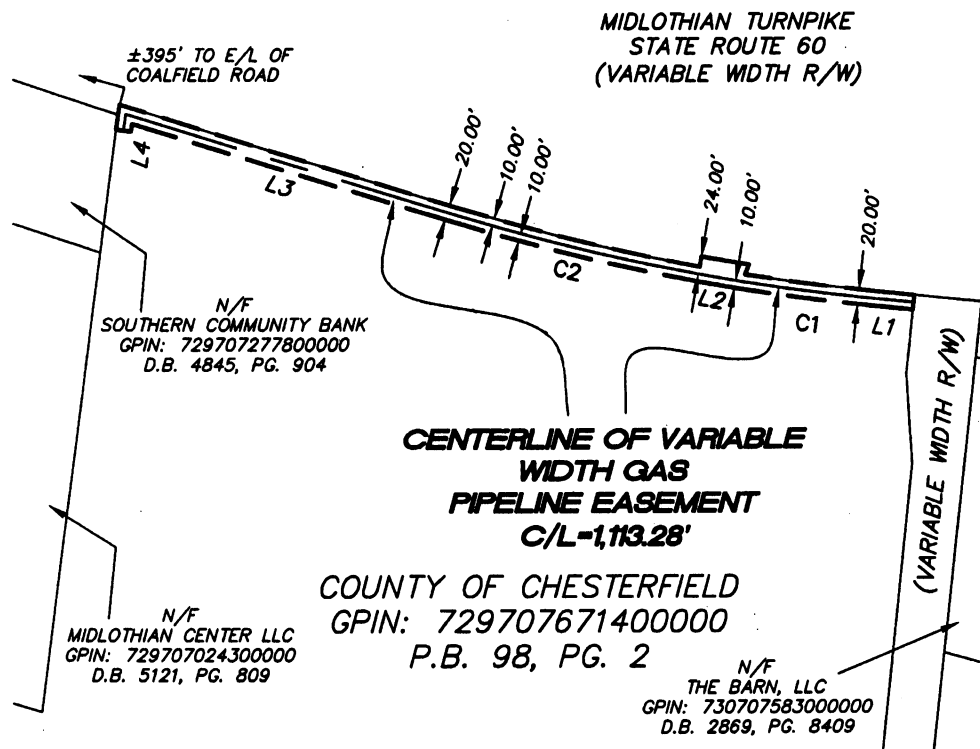 MIDLOTHIAN TURNPIKE
STATE ROUTE 60
(VARIABLE WIDTH R/W)
±395' TO E/L OF
COALFIELD ROAD
20.00'
10.00'
10.00'
24.00'
10.00'
20.00'
L4
L3
C2
L2
C1
L1
N/F
SOUTHERN COMMUNITY BANK
GPIN: 729707277800000
D.B. 4845, PG. 904
(VARIABLE WIDTH R/W)
CENTERLINE OF VARIABLE
WIDTH GAS
PIPELINE EASEMENT
C/L=1,113.28'
COUNTY OF CHESTERFIELD
GPIN: 729707671400000
P.B. 98, PG. 2
N/F
MIDLOTHIAN CENTER LLC
GPIN: 729707024300000
D.B. 5121, PG. 809
N/F
THE BARN, LLC
GPIN: 730707583000000
D.B. 2869, PG. 8409